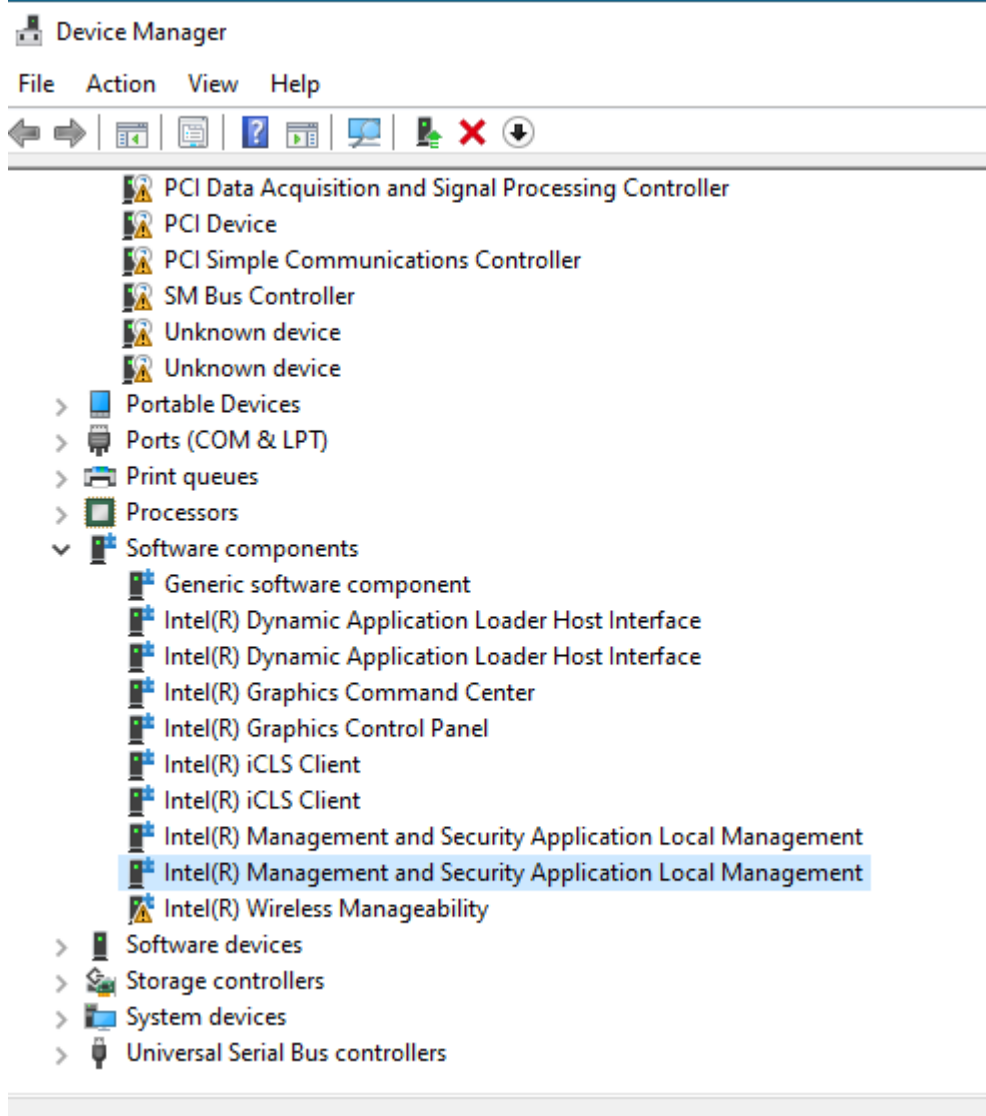 Device Manager
File Action View Help
PCI Data Acquisition and Signal Processing Controller
PCI Device
PCI Simple Communications Controller
SM Bus Controller
Unknown device
Unknown device
Portable Devices
Ports (COM & LPT)
Print queues
Processors
Software components
Generic software component
Intel(R) Dynamic Application Loader Host Interface
Intel(R) Dynamic Application Loader Host Interface
Intel(R) Graphics Command Center
Intel(R) Graphics Control Panel
Intel(R) iCLS Client
Intel(R) iCLS Client
Intel(R) Management and Security Application Local Management
Intel(R) Management and Security Application Local Management
Intel(R) Wireless Manageability
Software devices
Storage controllers
System devices
Universal Serial Bus controllers